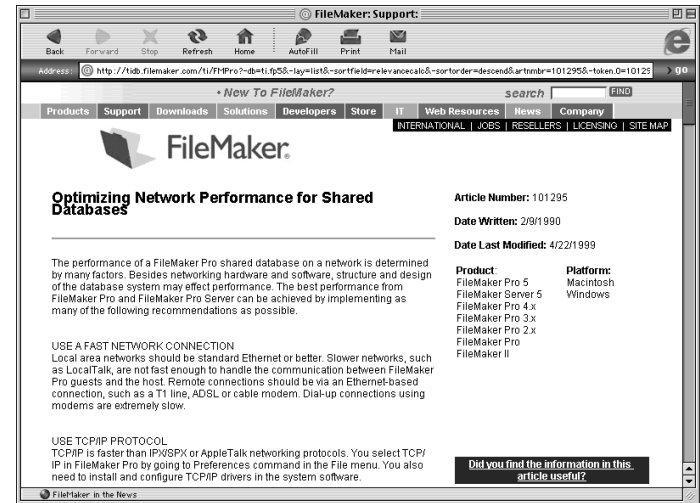 FileMaker: Support:
Back Forward Stop Refresh Home AutoFill Print Mail
Address: http://tidb.filemaker.com/ti/FMPro?-db=ti.fp5&-lay=list&-sortfield=relevancecalc&-sortorder=descend&artnmbr=101295&-token.0=10125 go
• New To FileMaker? search FIND
Products Support Downloads Solutions Developers Store IT Web Resources News Company
INTERNATIONAL | JOBS | RESELLERS | LICENSING | SITE MAP
FileMaker.
Optimizing Network Performance for Shared
Databases
The performance of a FileMaker Pro shared database on a network is determined
by many factors. Besides networking hardware and software, structure and design
of the database system may effect performance. The best performance from
FileMaker Pro and FileMaker Pro Server can be achieved by implementing as
many of the following recommendations as possible.
USE A FAST NETWORK CONNECTION
Local area networks should be standard Ethernet or better. Slower networks, such
as LocalTalk, are not fast enough to handle the communication between FileMaker
Pro guests and the host. Remote connections should be via an Ethernet-based
connection, such as a T1 line, ADSL or cable modem. Dial-up connections using
modems are extremely slow.
USE TCP/IP PROTOCOL
TCP/IP is faster than IPX/SPX or AppleTalk networking protocols. You select TCP/
IP in FileMaker Pro by going to Preferences command in the File menu. You also
need to install and configure TCP/IP drivers in the system software.
Article Number: 101295
Date Written: 2/9/1990
Date Last Modified: 4/22/1999
Product: Platform:
FileMaker Pro 5 Macintosh
FileMaker Server 5 Windows
FileMaker Pro 4.x
FileMaker Pro 3.x
FileMaker Pro 2.x
FileMaker Pro
FileMaker II
Did you find the information in this
article useful?
FileMaker in the News